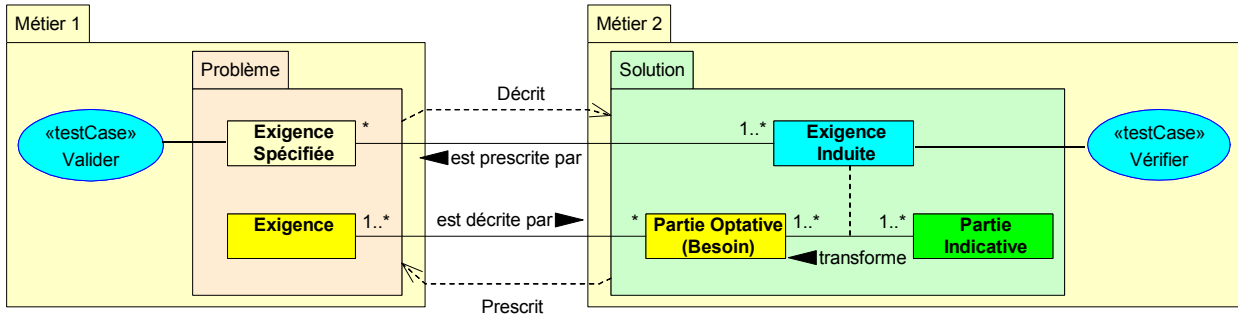 Métier 1
Métier 2
Problème
Solution
Décrit
«testCase»
Valider
Exigence
Spécifiée
*
1..*
Exigence
Induite
«testCase»
Vérifier
est prescrite par
Exigence
1..*
est décrite par
*
Partie Optative
(Besoin)
1..*
1..*
Partie
Indicative
transforme
Prescrit